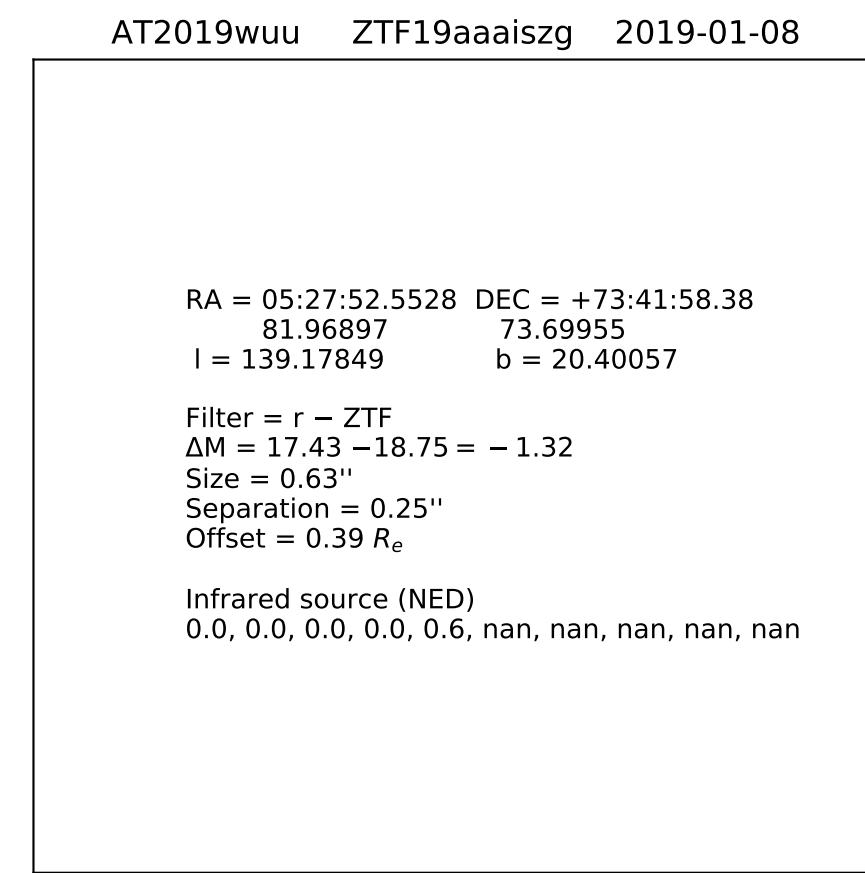 AT2019wuu ZTF19aaaiszg 2019-01-08
RA = 05:27:52.5528 DEC = +73:41:58.38
81.96897 73.69955
l = 139.17849 b = 20.40057
Filter = r − ZTF
ΔM = 17.43 −18.75 = − 1.32
Size = 0.63''
Separation = 0.25''
Offset = 0.39 Rₑ
Infrared source (NED)
0.0, 0.0, 0.0, 0.0, 0.6, nan, nan, nan, nan, nan